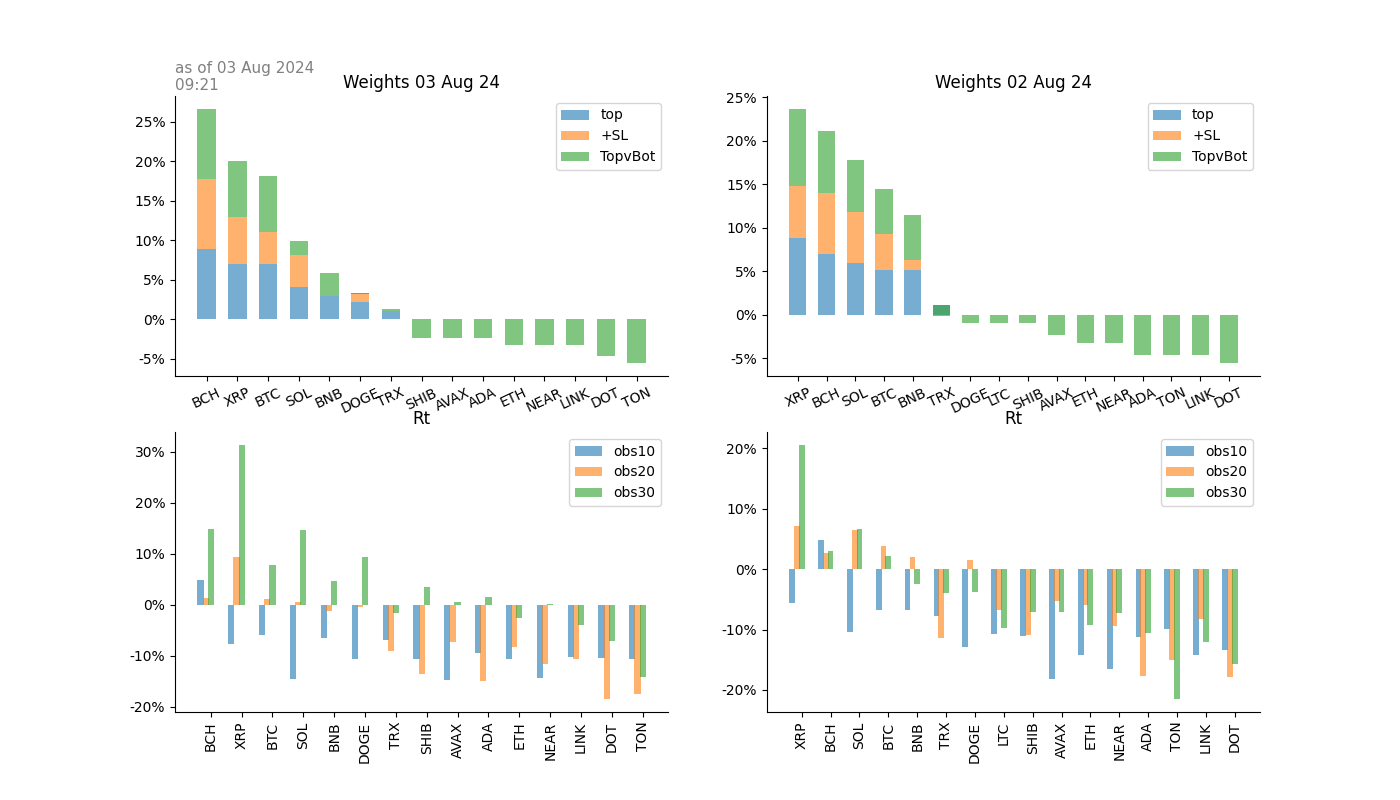 as of 03 Aug 2024
09:21
Weights 03 Aug 24
25%
20%
15%
10%
5%
0%
-5%
top
+SL
TopvBot
BCH XRP BTC SOL BNB DOGE TRX SHIB AVAX ADA ETH NEAR LINK DOT TON
Weights 02 Aug 24
25%
20%
15%
10%
5%
0%
-5%
top
+SL
TopvBot
XRP BCH SOL BTC BNB TRX DOGE LTC SHIB AVAX ETH NEAR ADA TON LINK DOT
Rt
30%
20%
10%
0%
-10%
-20%
obs10
obs20
obs30
BCH XRP BTC SOL BNB DOGE TRX SHIB AVAX ADA ETH NEAR LINK DOT TON
Rt
20%
10%
0%
-10%
-20%
obs10
obs20
obs30
XRP BCH SOL BTC BNB TRX DOGE LTC SHIB AVAX ETH NEAR ADA TON LINK DOT